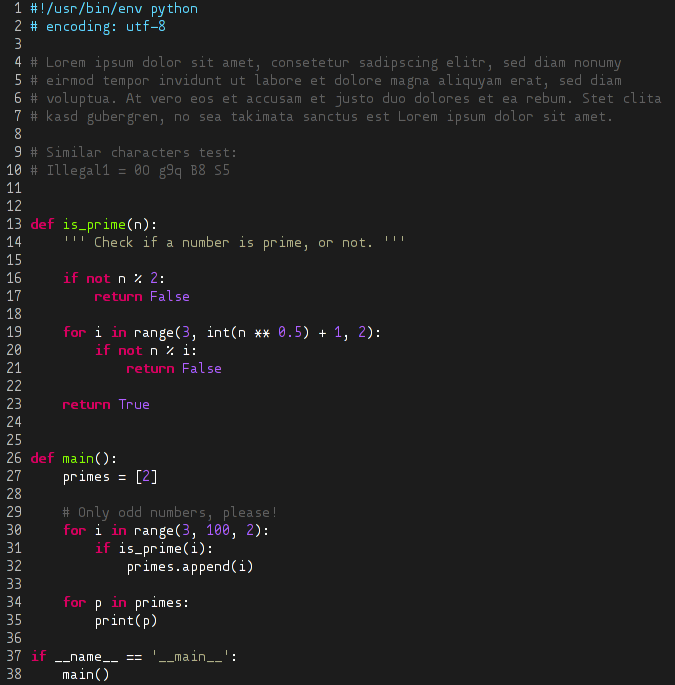 1 #!/usr/bin/env python
2 # encoding: utf-8
3
4 # Lorem ipsum dolor sit amet, consetetur sadipscing elitr, sed diam nonumy
5 # eirmod tempor invidunt ut labore et dolore magna aliquyam erat, sed diam
6 # voluptua. At vero eos et accusam et justo duo dolores et ea rebum. Stet clita
7 # kasd gubergren, no sea takimata sanctus est Lorem ipsum dolor sit amet.
8
9 # Similar characters test:
10 # Illegal1 = 0O g9q B8 S5
11
12
13 def is_prime(n):
14     ''' Check if a number is prime, or not. '''
15
16     if not n % 2:
17         return False
18
19     for i in range(3, int(n ** 0.5) + 1, 2):
20         if not n % i:
21             return False
22
23     return True
24
25
26 def main():
27     primes = [2]
28
29     # Only odd numbers, please!
30     for i in range(3, 100, 2):
31         if is_prime(i):
32             primes.append(i)
33
34     for p in primes:
35         print(p)
36
37 if __name__ == '__main__':
38     main()